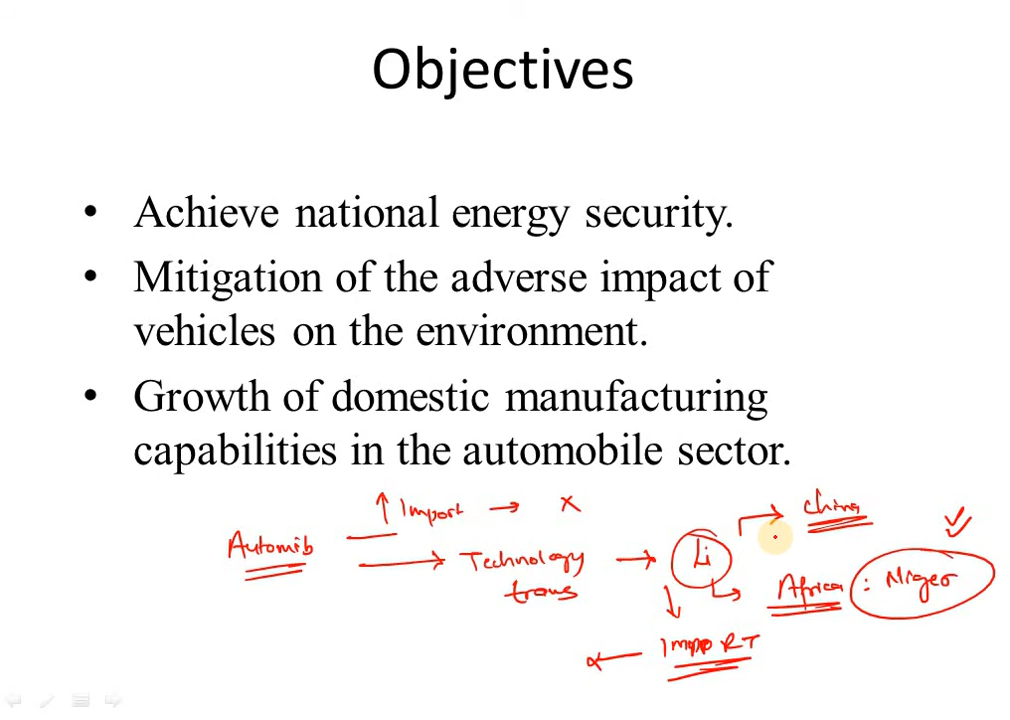 Objectives
• Achieve national energy security.
• Mitigation of the adverse impact of
vehicles on the environment.
• Growth of domestic manufacturing
capabilities in the automobile sector.
↑ Import → x
China
Automib
Technology → Li
trans
Africa : Niger
ImpoRT